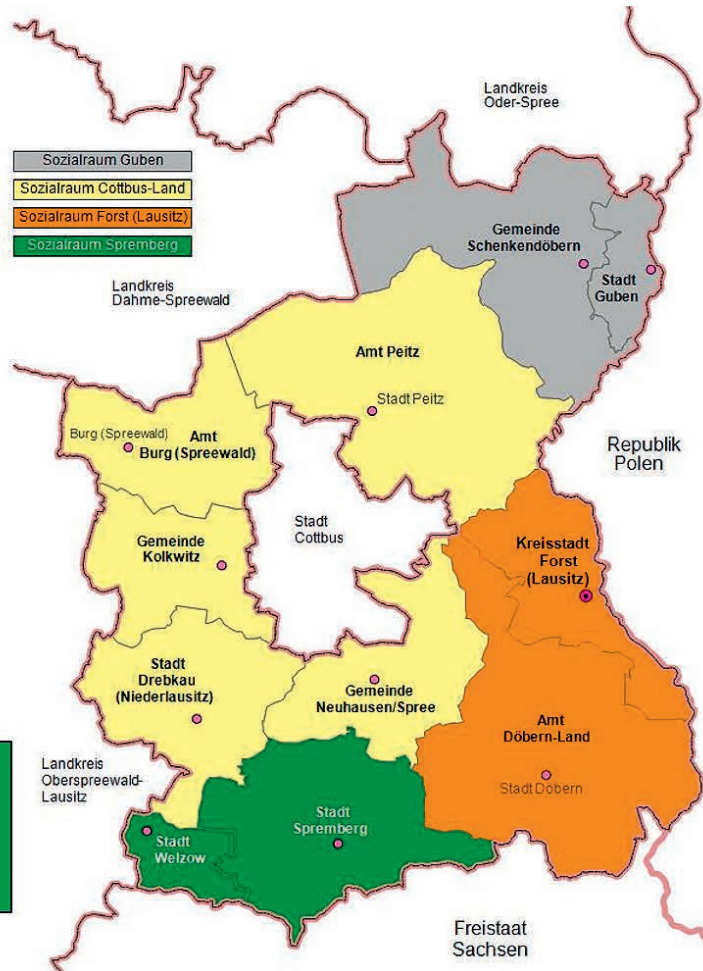 Landkreis
Oder-Spree
Sozialraum Guben
Sozialraum Cottbus-Land
Sozialraum Forst (Lausitz)
Sozialraum Spremberg
Gemeinde
Schenkendöbern
Stadt
Guben
Landkreis
Dahme-Spreewald
Amt Peitz
Stadt Peitz
Burg (Spreewald)
Amt
Burg (Spreewald)
Republik
Polen
Stadt
Cottbus
Gemeinde
Kolkwitz
Kreisstadt
Forst
(Lausitz)
Stadt
Drebkau
(Niederlausitz)
Gemeinde
Neuhausen/Spree
Amt
Döbern-Land
Stadt Döbern
Landkreis
Oberspreewald-
Lausitz
Stadt
Spremberg
Stadt
Welzow
Freistaat
Sachsen